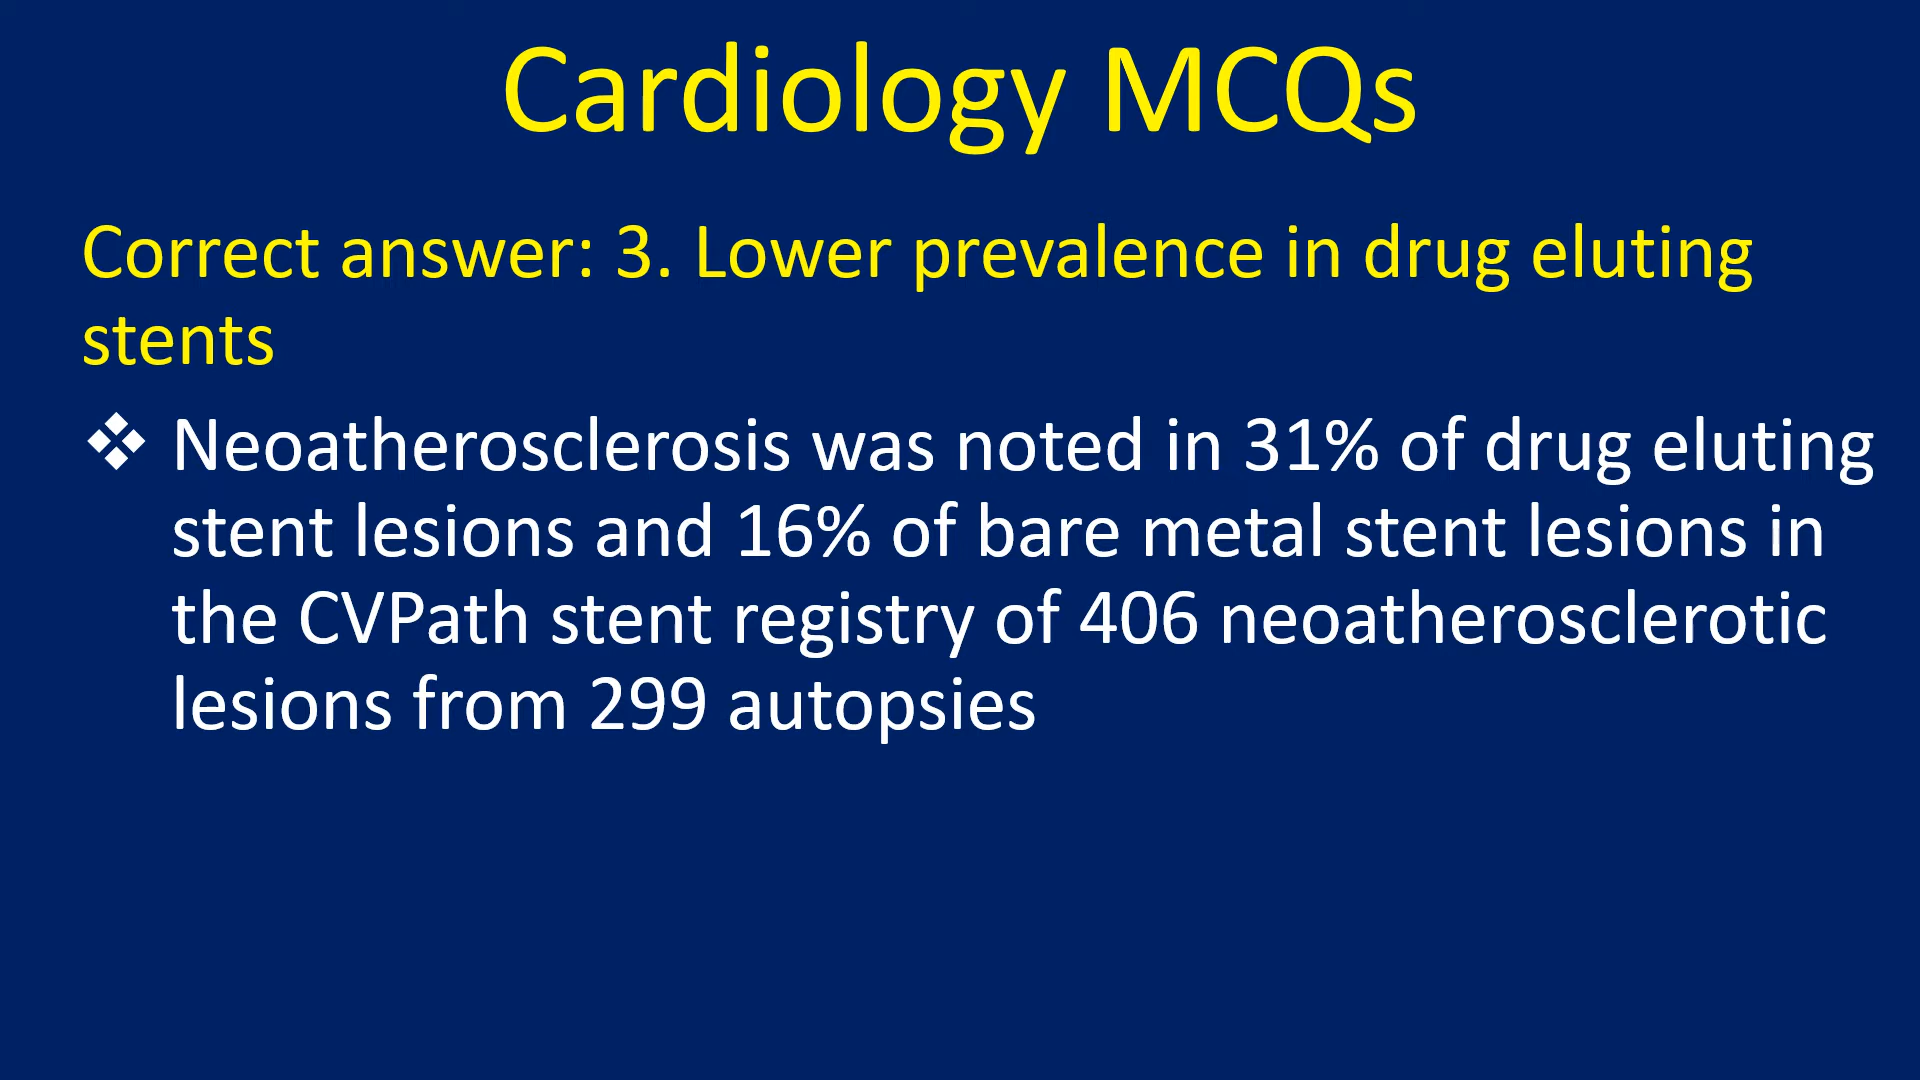 Cardiology MCQs
Correct answer: 3. Lower prevalence in drug eluting
stents
❖ Neoatherosclerosis was noted in 31% of drug eluting
stent lesions and 16% of bare metal stent lesions in
the CVPath stent registry of 406 neoatherosclerotic
lesions from 299 autopsies